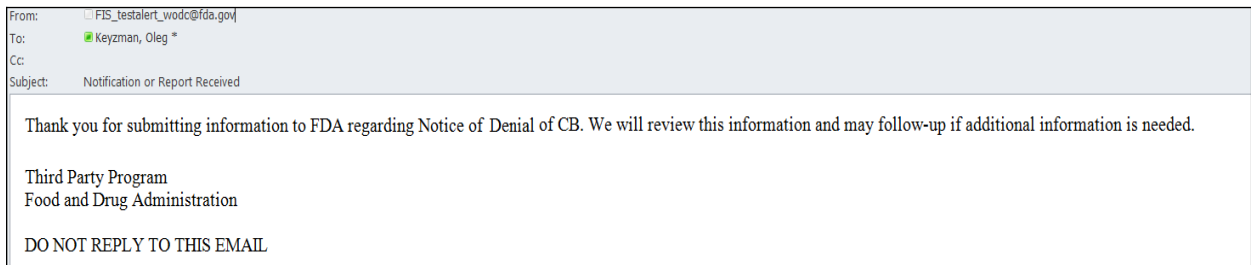 From: FIS_testalert_wodc@fda.gov
To: Keyzman, Oleg *
Cc:
Subject: Notification or Report Received
Thank you for submitting information to FDA regarding Notice of Denial of CB. We will review this information and may follow-up if additional information is needed.
Third Party Program
Food and Drug Administration
DO NOT REPLY TO THIS EMAIL